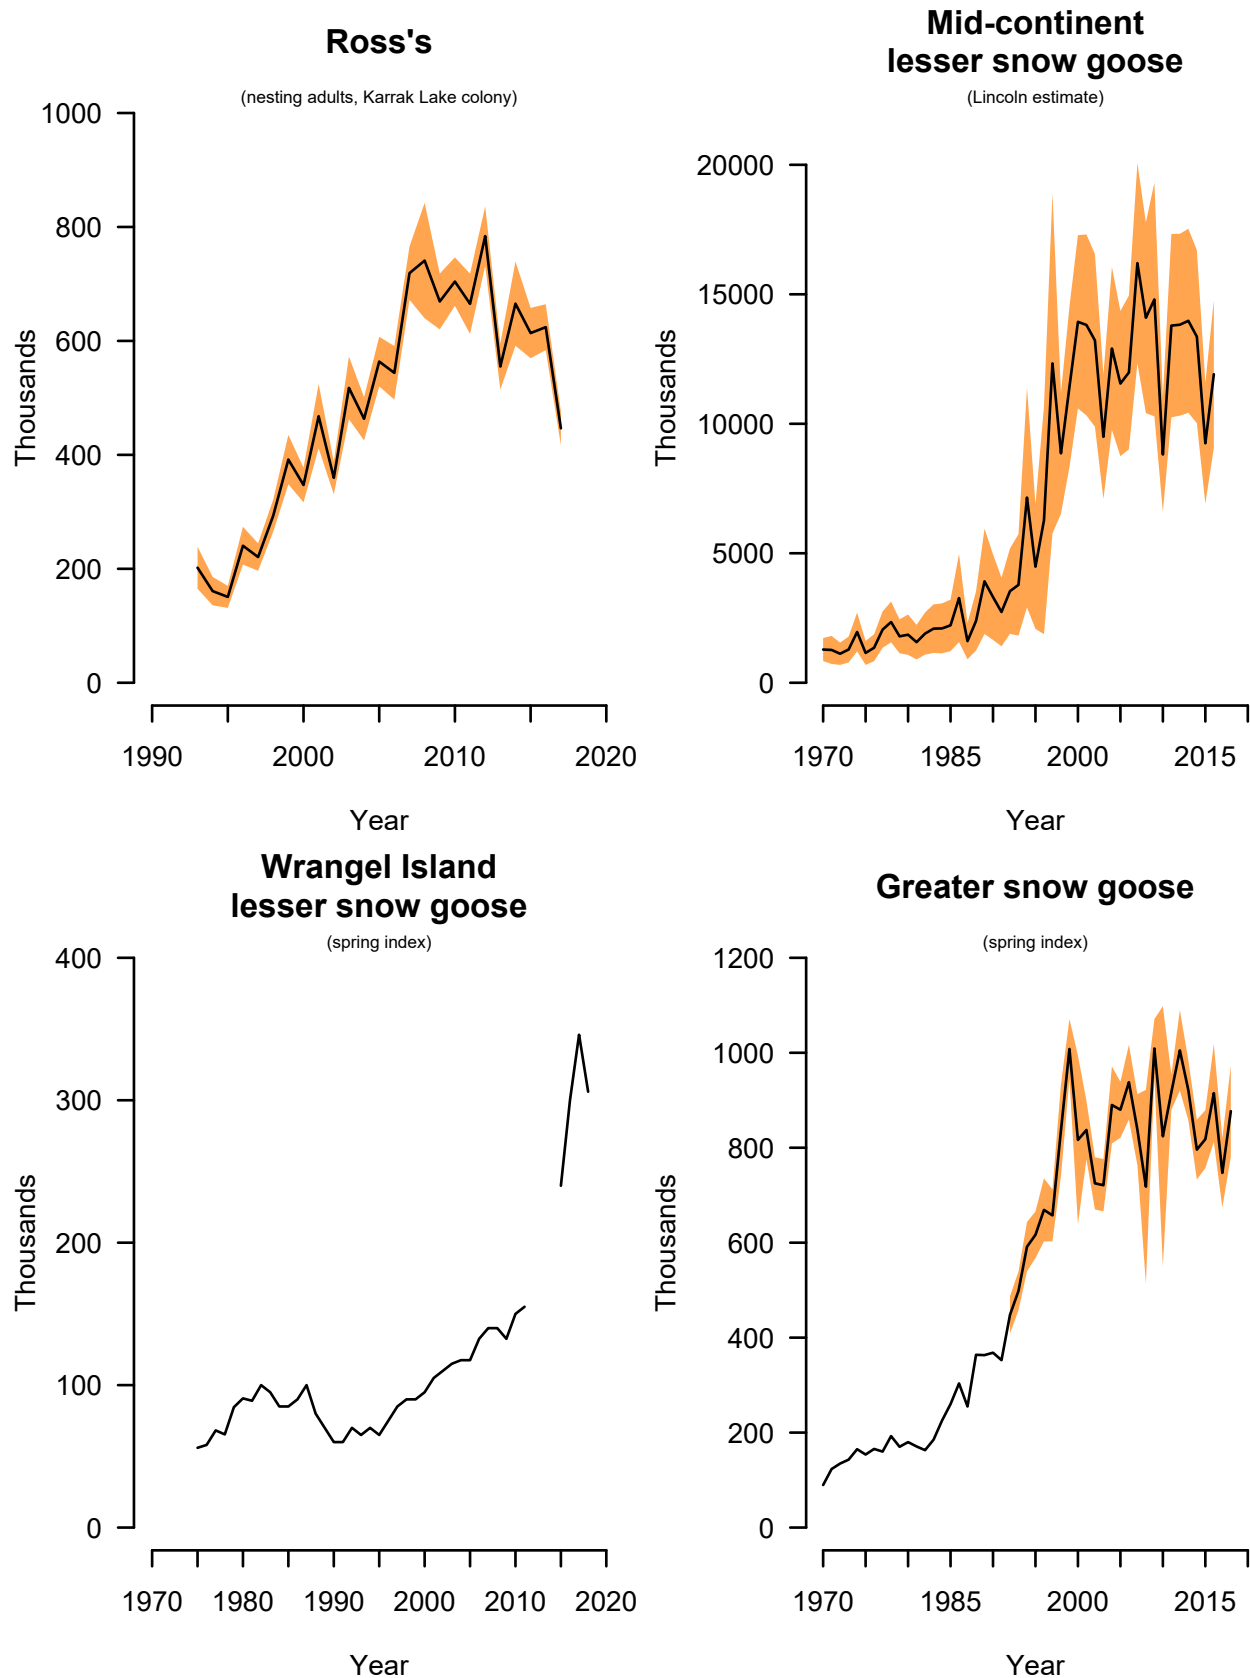 Ross's
(nesting adults, Karrak Lake colony)
1000
800
600
400
200
0
Thousands
1990 2000 2010 2020
Year
Mid-continent
lesser snow goose
(Lincoln estimate)
20000
15000
10000
5000
0
Thousands
1970 1985 2000 2015
Year
Wrangel Island
lesser snow goose
(spring index)
400
300
200
100
0
Thousands
1970 1980 1990 2000 2010 2020
Year
Greater snow goose
(spring index)
1200
1000
800
600
400
200
0
Thousands
1970 1985 2000 2015
Year